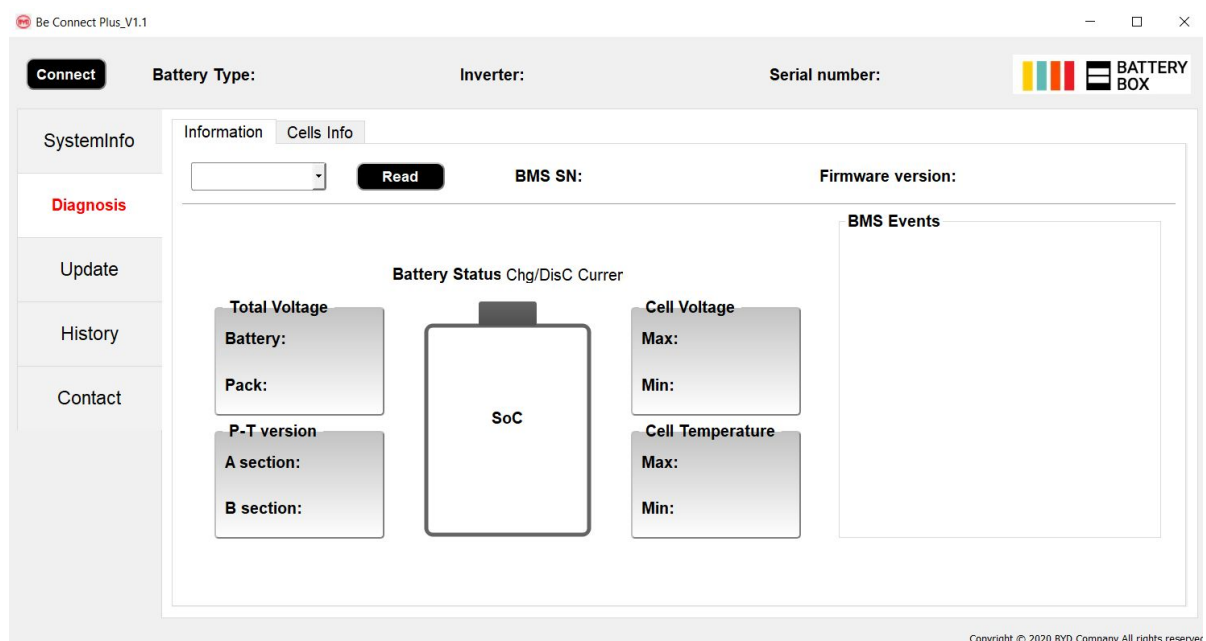 Be Connect Plus_V1.1
Connect Battery Type: Inverter: Serial number: BATTERY BOX
SystemInfo
Diagnosis
Update
History
Contact
Information Cells Info
Read BMS SN: Firmware version:
BMS Events
Battery Status Chg/DisC Currer
Total Voltage
Battery:
Pack:
P-T version
A section:
B section:
SoC
Cell Voltage
Max:
Min:
Cell Temperature
Max:
Min:
Copyright © 2020 BYD Company All rights reserved